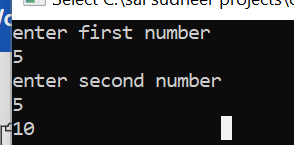 Select C:\sai sudheer projects\
enter first number
5
enter second number
5
10